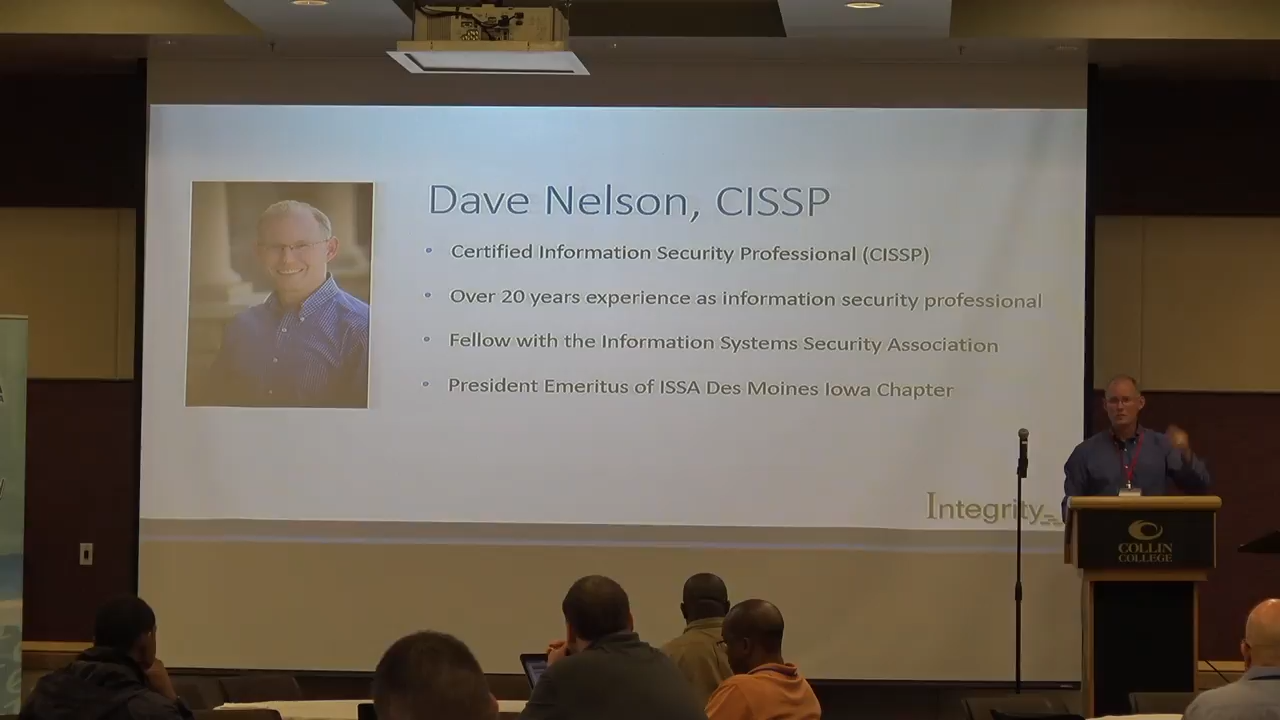 Dave Nelson, CISSP
• Certified Information Security Professional (CISSP)
• Over 20 years experience as information security professional
• Fellow with the Information Systems Security Association
• President Emeritus of ISSA Des Moines Iowa Chapter
Integrity
COLLIN
COLLEGE